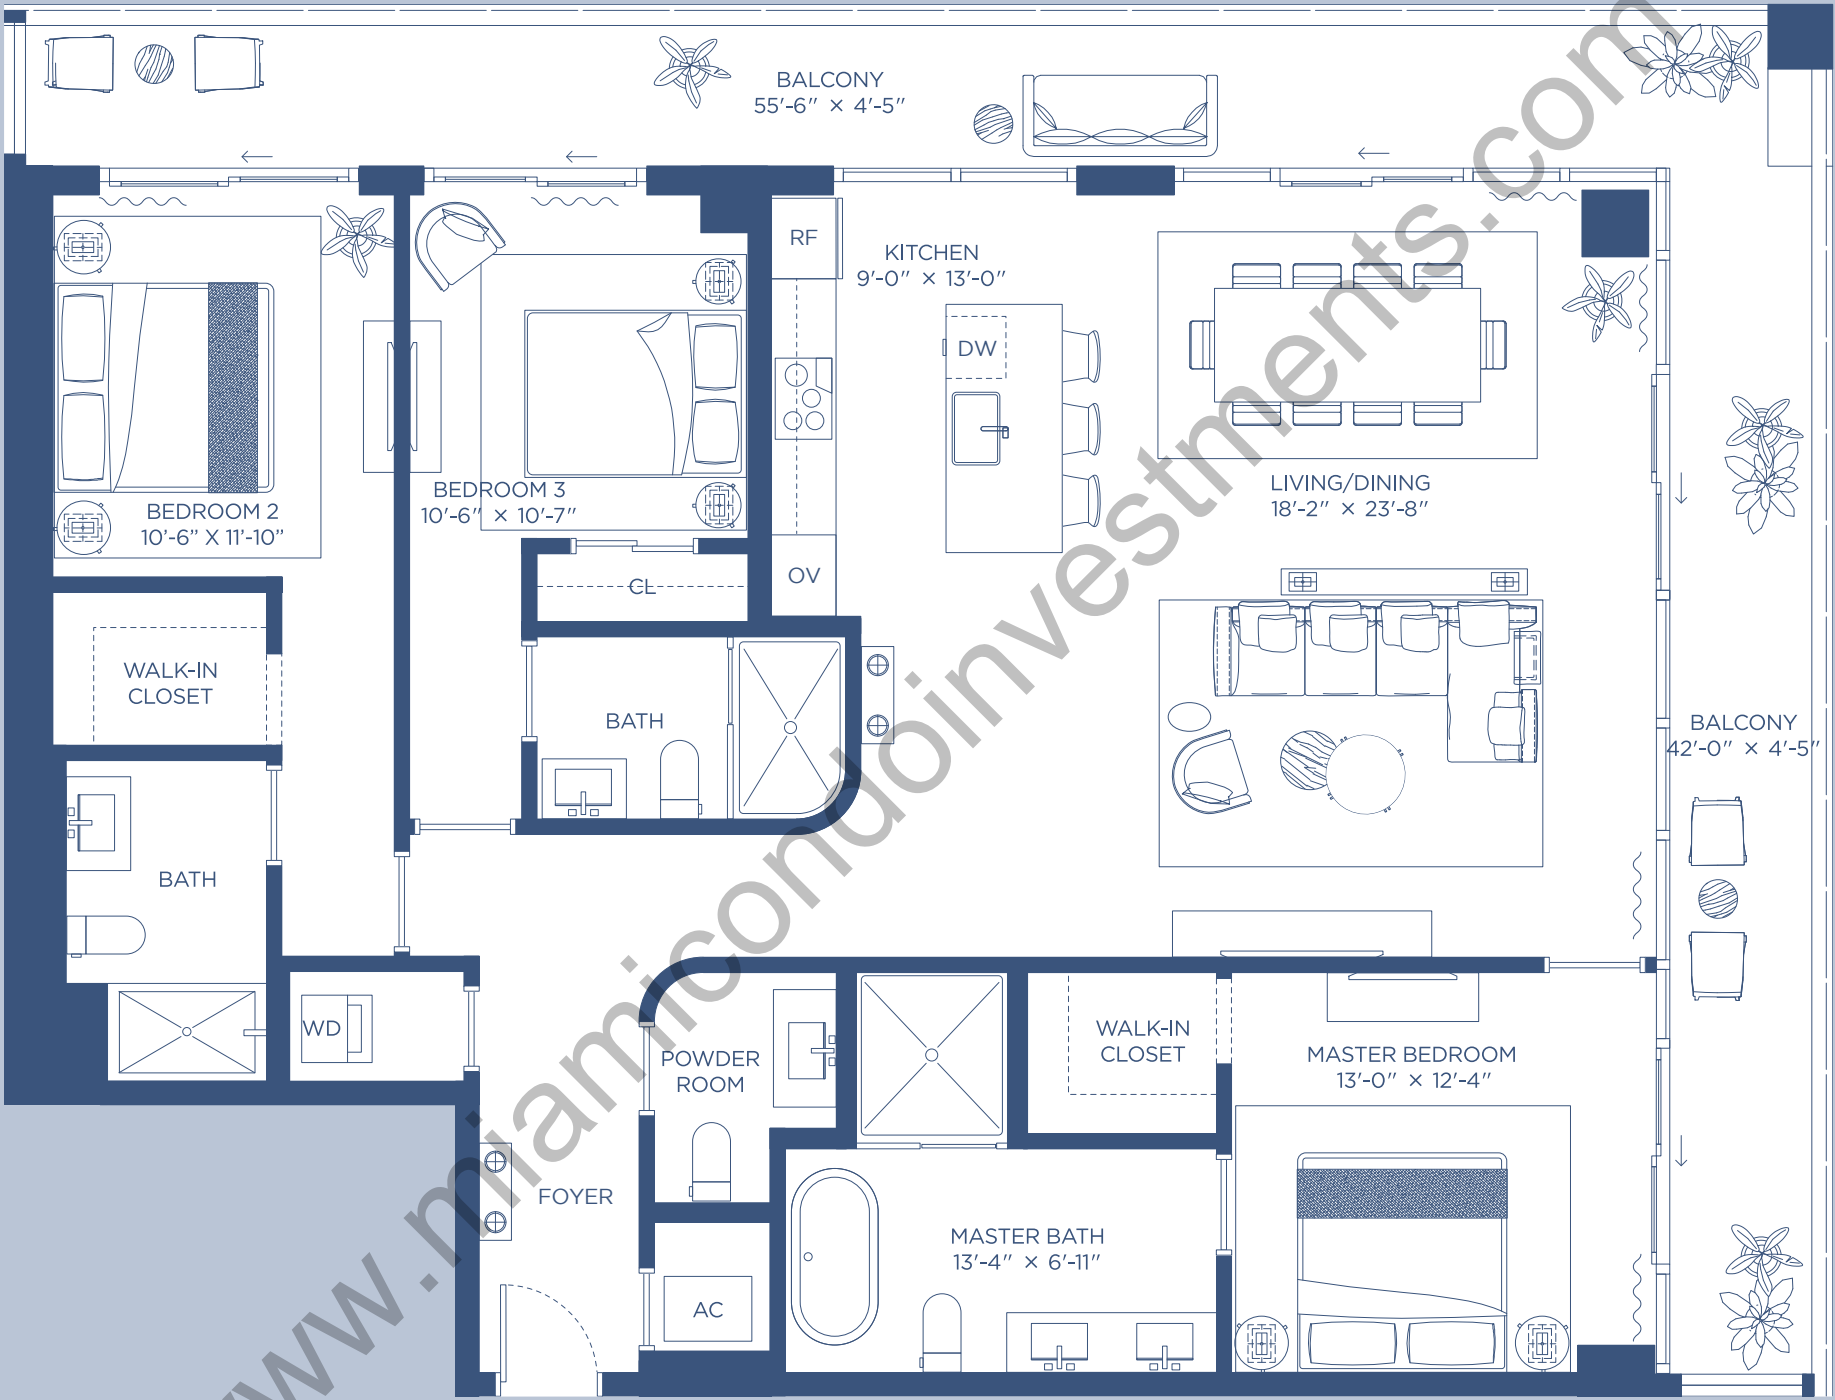 BALCONY
55'-6" × 4'-5"
RF
KITCHEN
9'-0" × 13'-0"
DW
BEDROOM 2
10'-6" X 11'-10"
BEDROOM 3
10'-6" × 10'-7"
LIVING/DINING
18'-2" × 23'-8"
OV
CL
WALK-IN
CLOSET
BATH
BALCONY
42'-0" × 4'-5"
BATH
WD
POWDER
ROOM
WALK-IN
CLOSET
MASTER BEDROOM
13'-0" × 12'-4"
FOYER
MASTER BATH
13'-4" × 6'-11"
AC
www.miamicondoinvestments.com